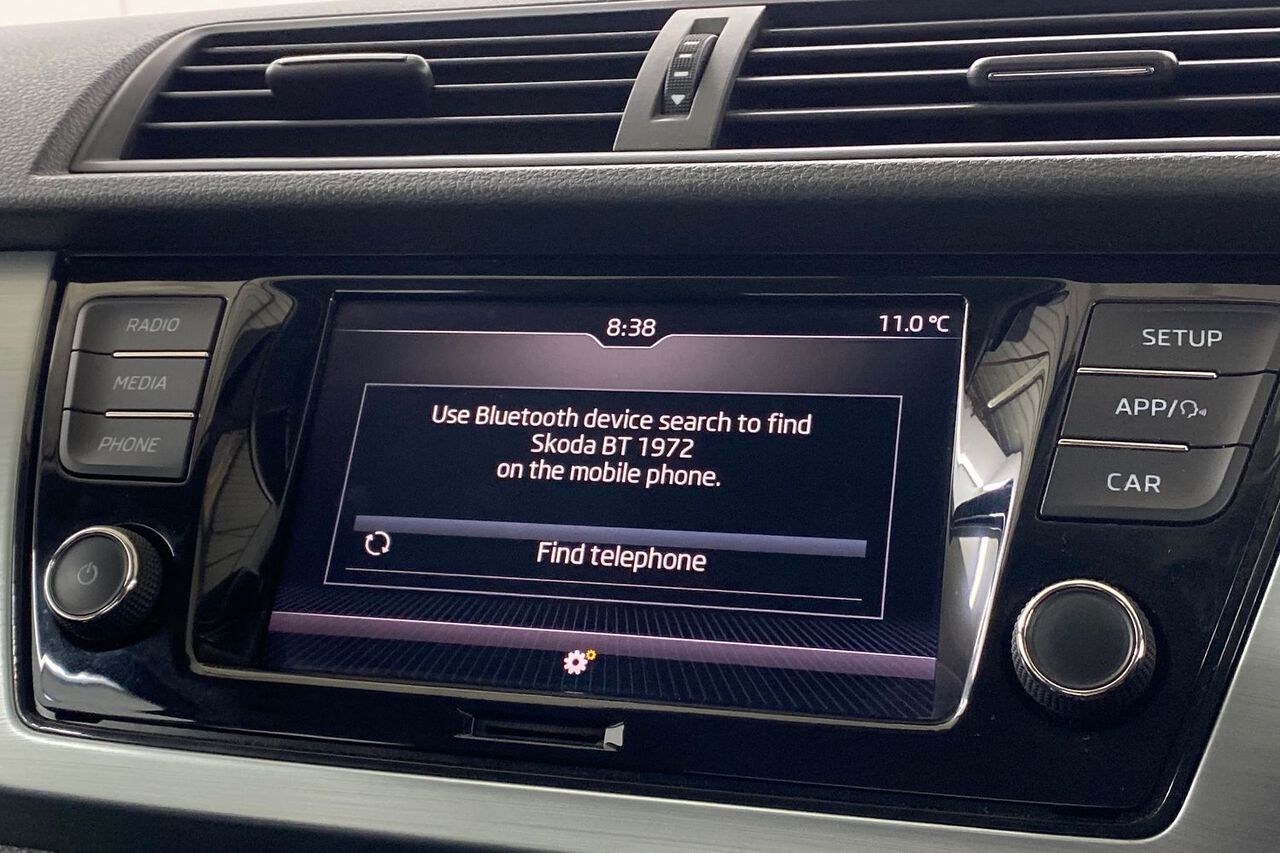 RADIO
MEDIA
PHONE
8:38
11.0 °C
Use Bluetooth device search to find
Skoda BT 1972
on the mobile phone.
Find telephone
SETUP
APP/
CAR